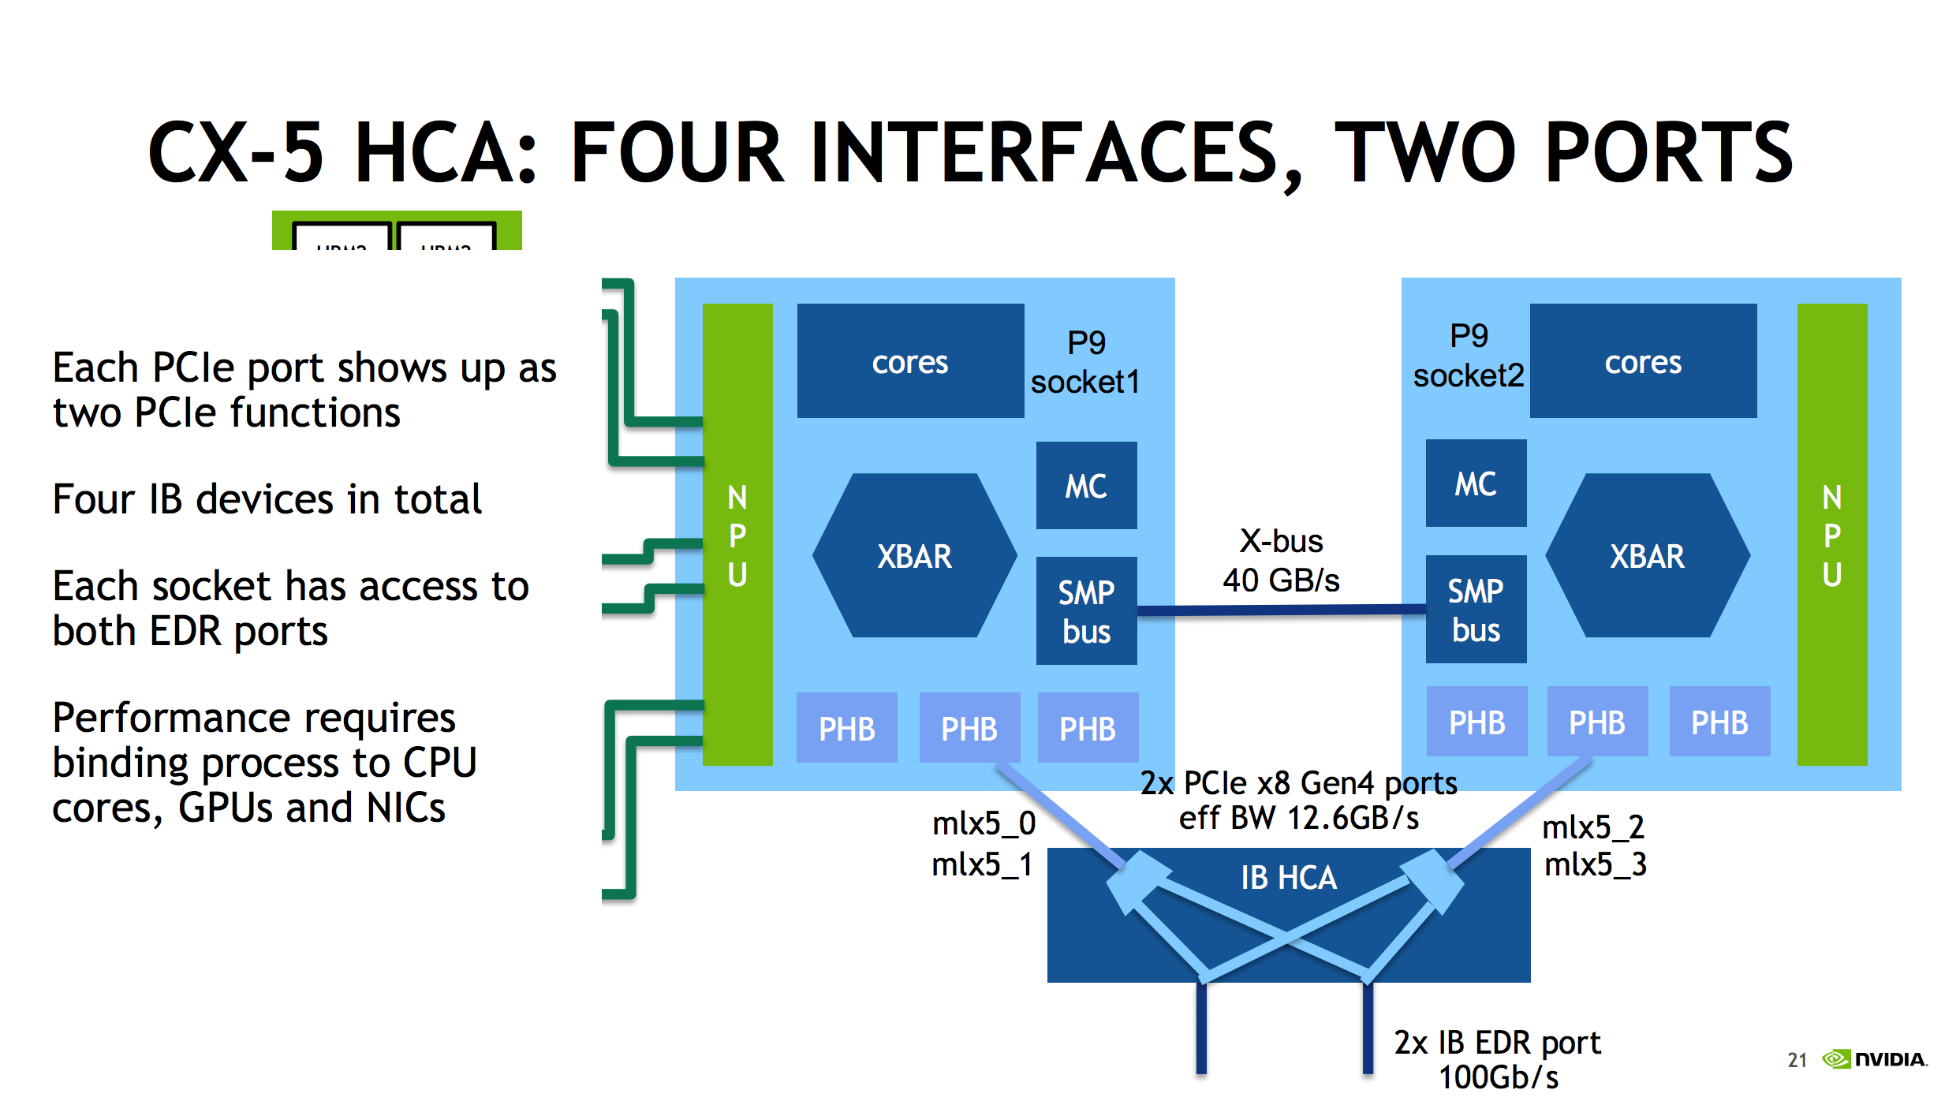 CX-5 HCA: FOUR INTERFACES, TWO PORTS
Each PCIe port shows up as
two PCIe functions
Four IB devices in total
Each socket has access to
both EDR ports
Performance requires
binding process to CPU
cores, GPUs and NICs
N
P
U
cores
P9
socket1
MC
XBAR
SMP
bus
PHB
PHB
PHB
X-bus
40 GB/s
P9
socket2
cores
MC
XBAR
SMP
bus
PHB
PHB
PHB
N
P
U
2x PCIe x8 Gen4 ports
eff BW 12.6GB/s
mlx5_0
mlx5_1
mlx5_2
mlx5_3
IB HCA
2x IB EDR port
100Gb/s
21
NVIDIA.